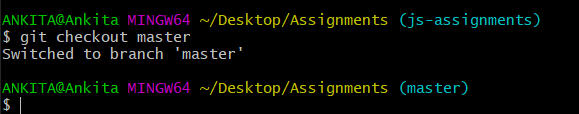 ANKITA@Ankita MINGW64 ~/Desktop/Assignments (js-assignments)
$ git checkout master
Switched to branch 'master'
ANKITA@Ankita MINGW64 ~/Desktop/Assignments (master)
$